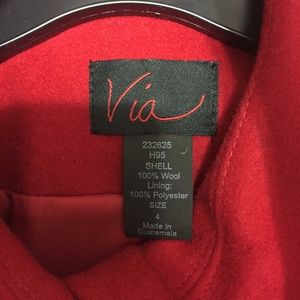 Via
232625
H95
SHELL
100% Wool
Lining:
100% Polyester
SIZE
4
Made In
Guatemala